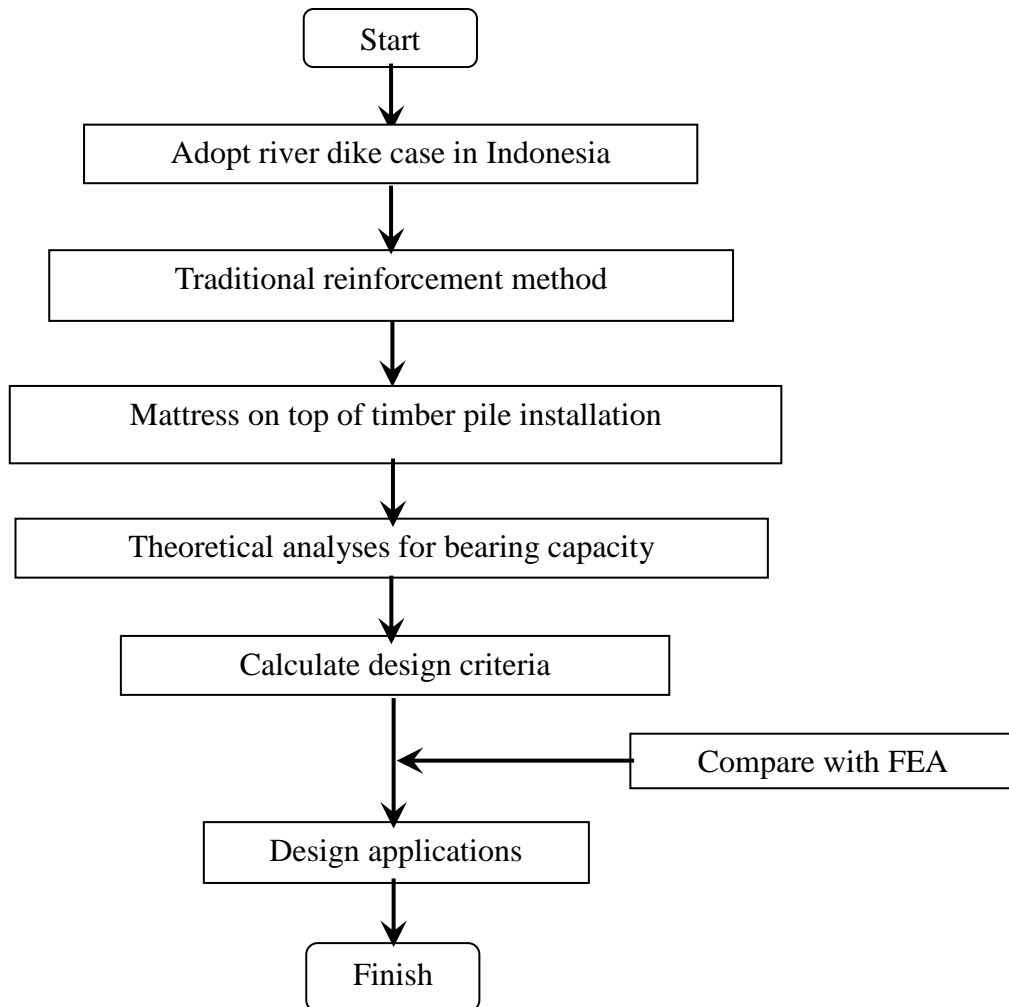 Start
Adopt river dike case in Indonesia
Traditional reinforcement method
Mattress on top of timber pile installation
Theoretical analyses for bearing capacity
Calculate design criteria
Compare with FEA
Design applications
Finish